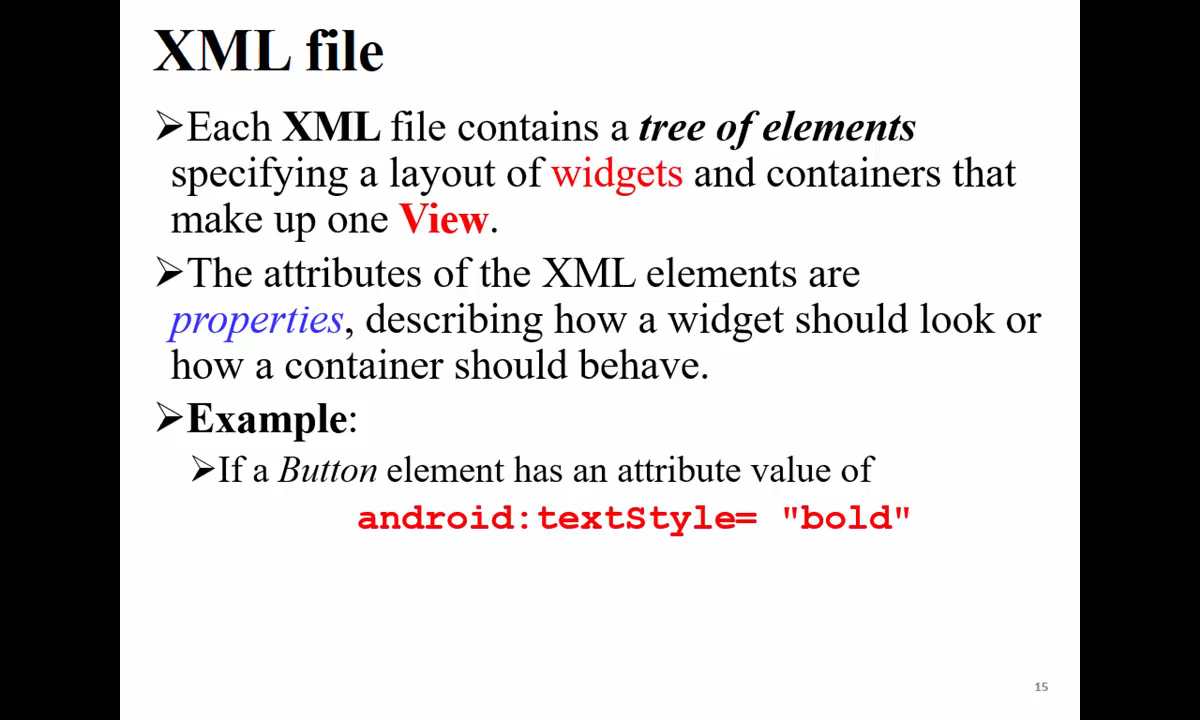 XML file
➢Each XML file contains a tree of elements
specifying a layout of widgets and containers that
make up one View.
➢The attributes of the XML elements are
properties, describing how a widget should look or
how a container should behave.
➢Example:
➢If a Button element has an attribute value of
android:textStyle= "bold"
15